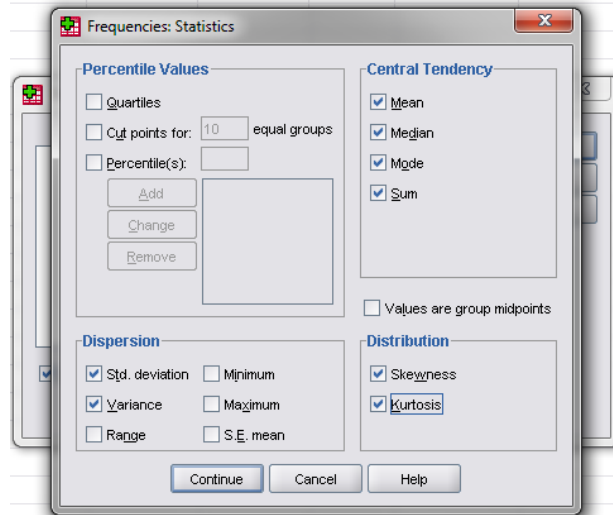 Frequencies: Statistics
Percentile Values
Quartiles
Cut points for: 10 equal groups
Percentile(s):
Add
Change
Remove
Central Tendency
Mean
Median
Mode
Sum
Values are group midpoints
Dispersion
Std. deviation Minimum
Variance Maximum
Range S.E. mean
Distribution
Skewness
Kurtosis
Continue Cancel Help